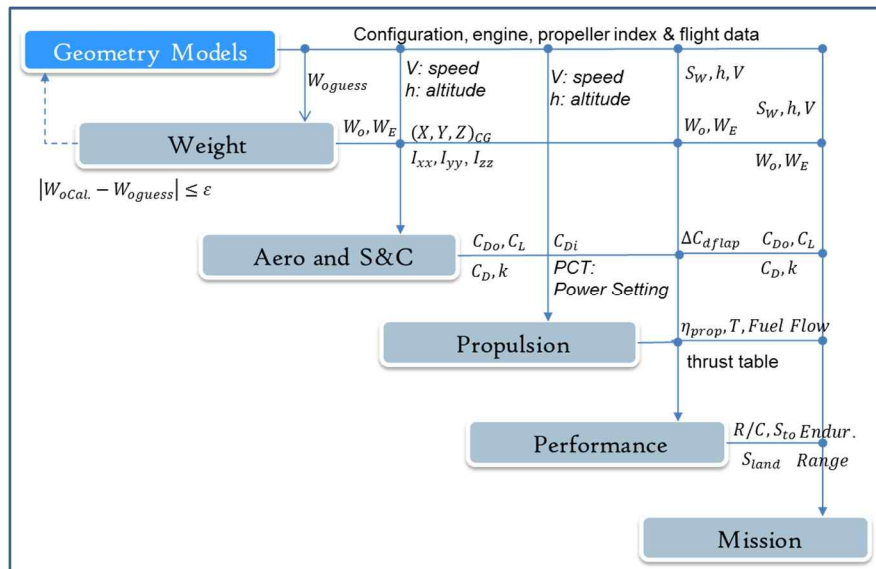 Configuration, engine, propeller index & flight data
Geometry Models
W_oguess
V: speed
h: altitude
V: speed
h: altitude
S_W, h, V
S_W, h, V
Weight
W_o, W_E
(X, Y, Z)_CG
I_xx, I_yy, I_zz
W_o, W_E
W_o, W_E
|W_oCal. − W_oguess| ≤ ε
Aero and S&C
C_Do, C_L
C_D, k
C_Di
PCT:
Power Setting
ΔC_dflap
C_Do, C_L
C_D, k
Propulsion
η_prop, T, Fuel Flow
thrust table
Performance
R/C, S_to Endur.
S_land Range
Mission